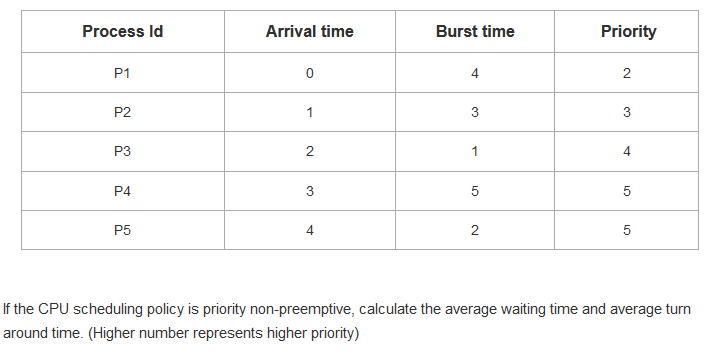 Process Id Arrival time Burst time Priority
P1 0 4 2
P2 1 3 3
P3 2 1 4
P4 3 5 5
P5 4 2 5
If the CPU scheduling policy is priority non-preemptive, calculate the average waiting time and average turn
around time. (Higher number represents higher priority)